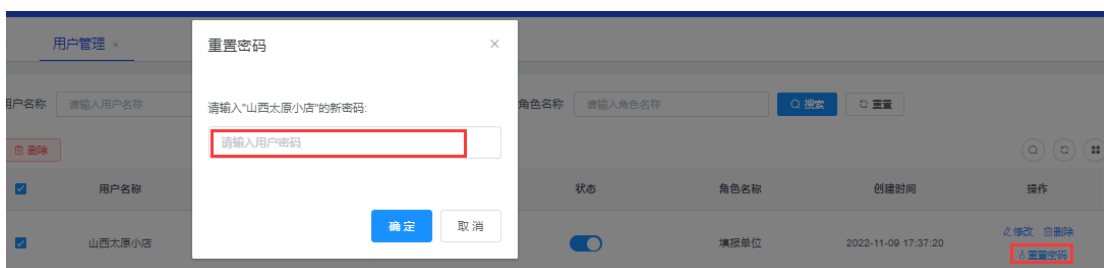 用户管理 ×
重置密码 ×
用户名称 请输入用户名称
请输入"山西太原小店"的新密码:
请输入用户密码
角色名称 请输入角色名称 搜索 重置
删除
确定 取消
用户名称 状态 角色名称 创建时间 操作
山西太原小店 填报单位 2022-11-09 17:37:20 修改 删除
重置密码